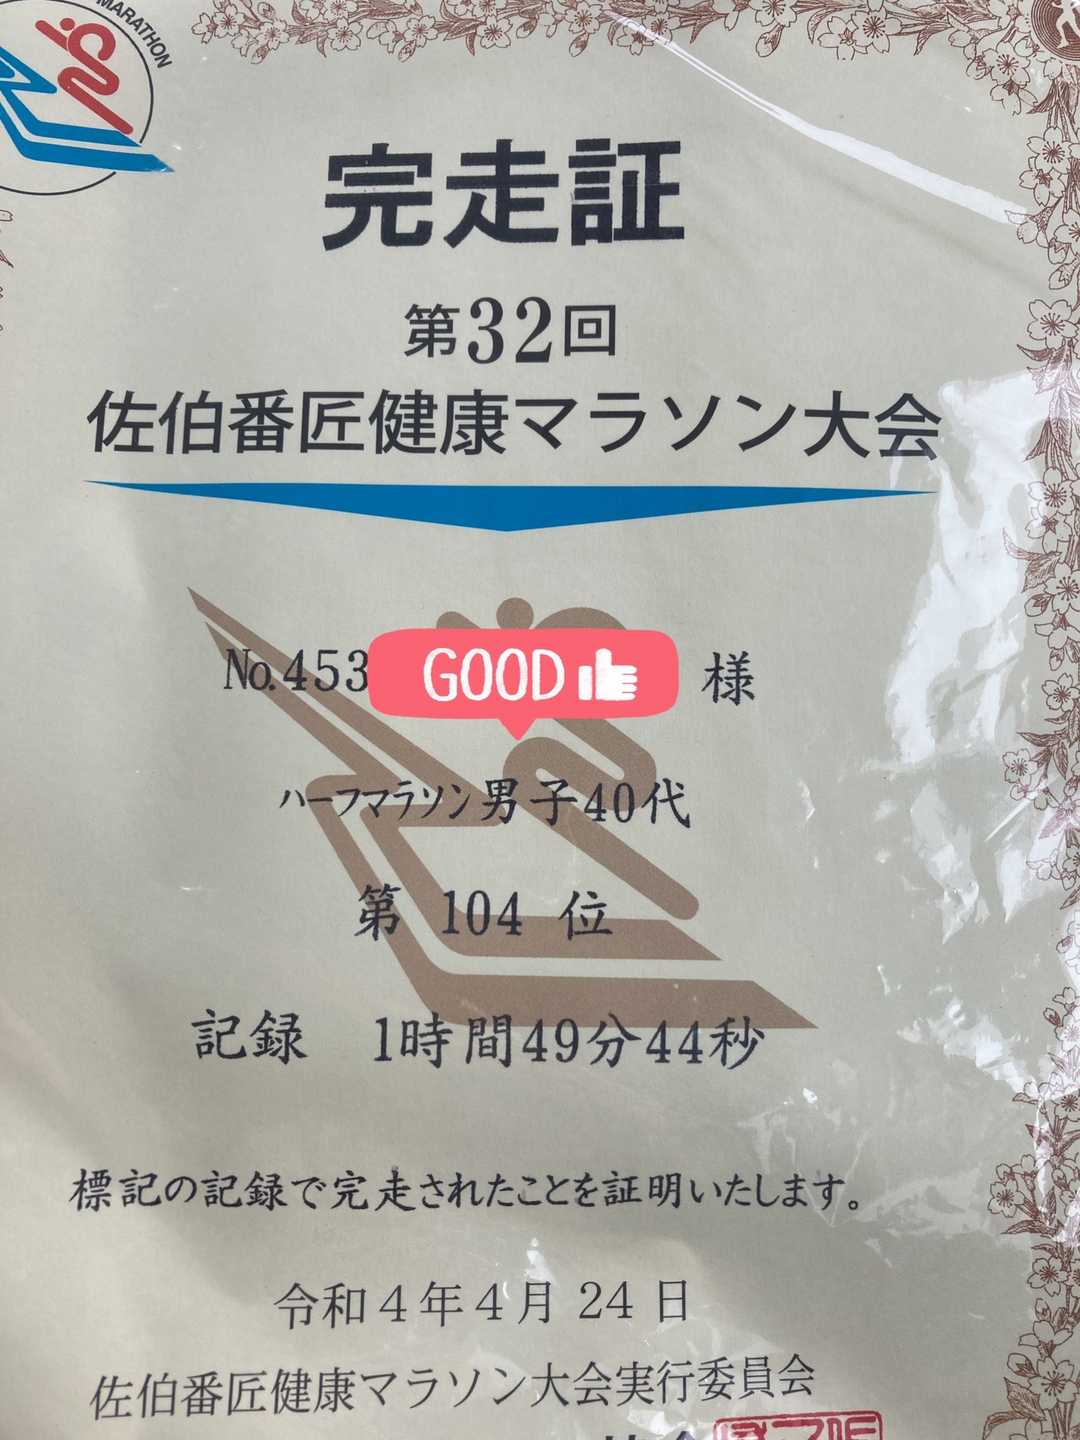 MARATHON
完走証
第32回
佐伯番匠健康マラソン大会
No.453 GOOD 様
ハーフマラソン男子40代
第 104 位
記録 1時間49分44秒
標記の記録で完走されたことを証明いたします。
令和4年4月24日
佐伯番匠健康マラソン大会実行委員会